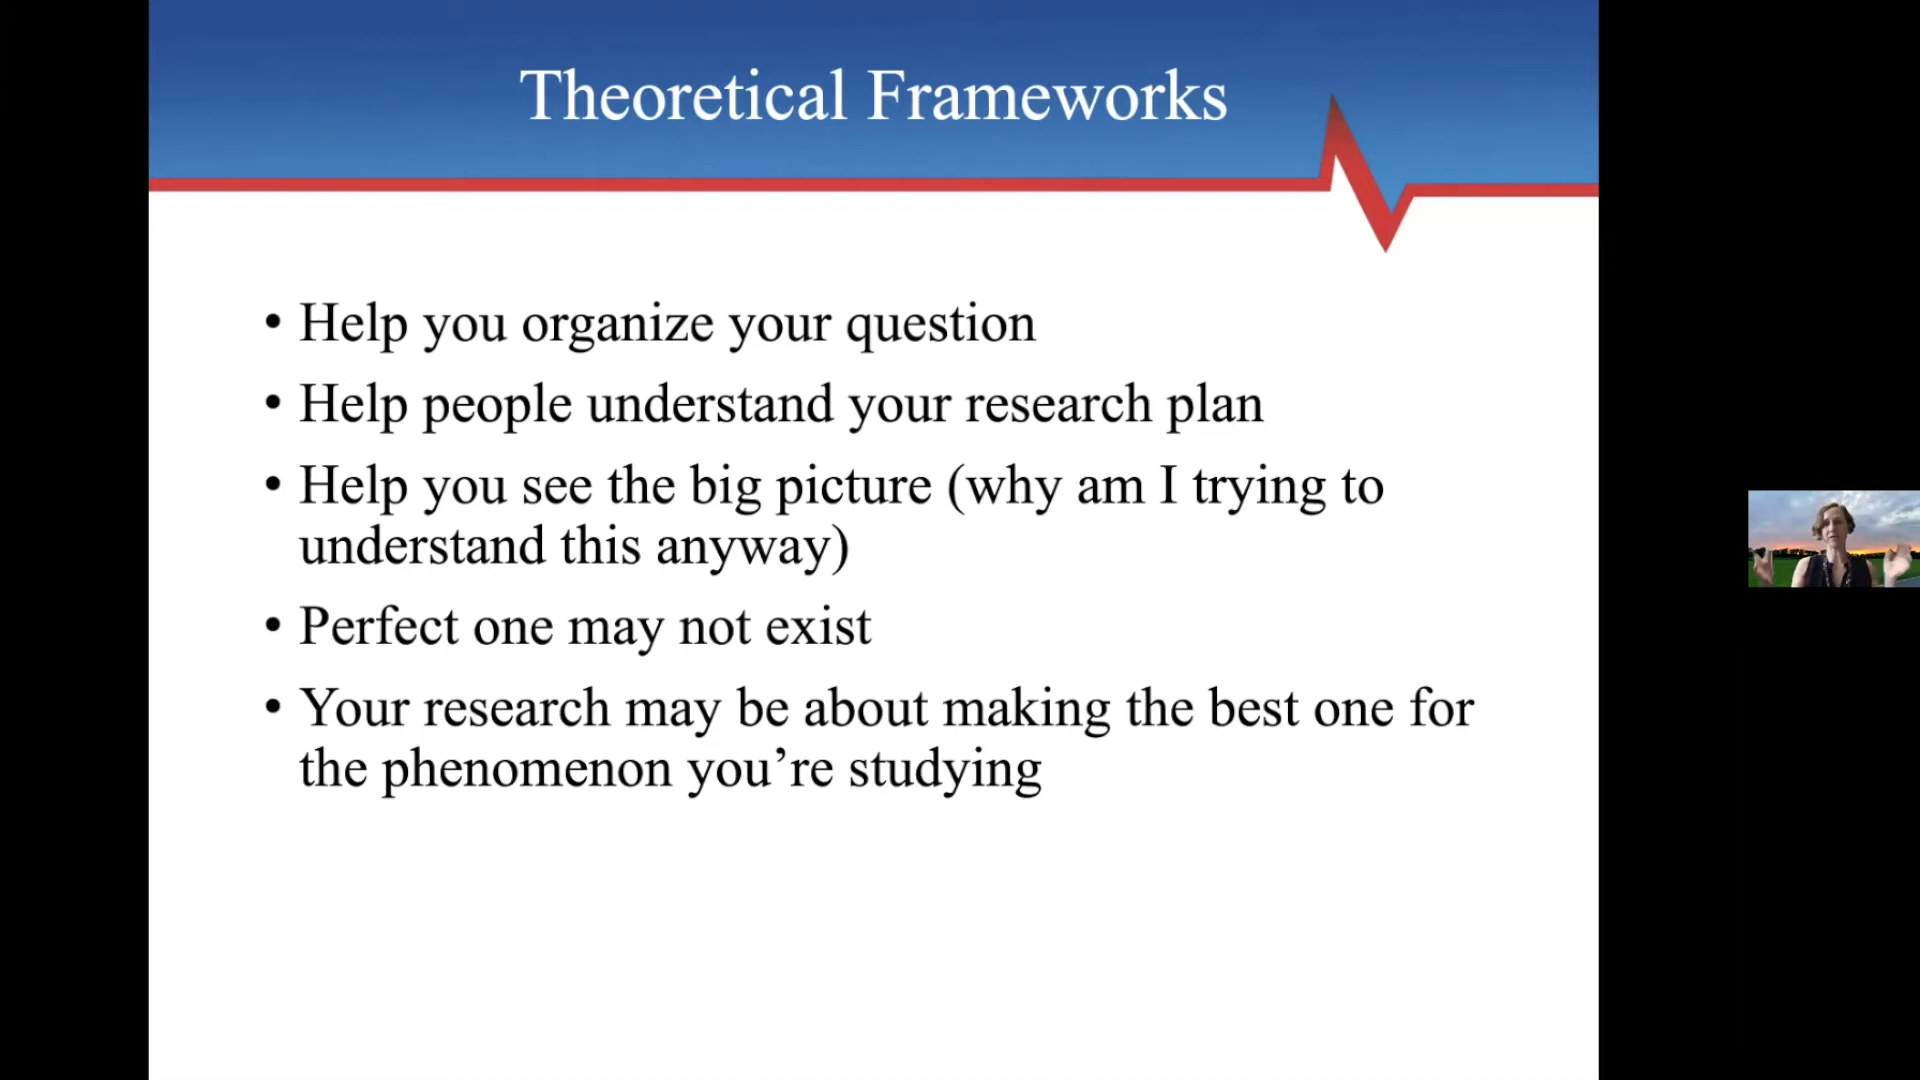 Theoretical Frameworks
• Help you organize your question
• Help people understand your research plan
• Help you see the big picture (why am I trying to
understand this anyway)
• Perfect one may not exist
• Your research may be about making the best one for
the phenomenon you’re studying